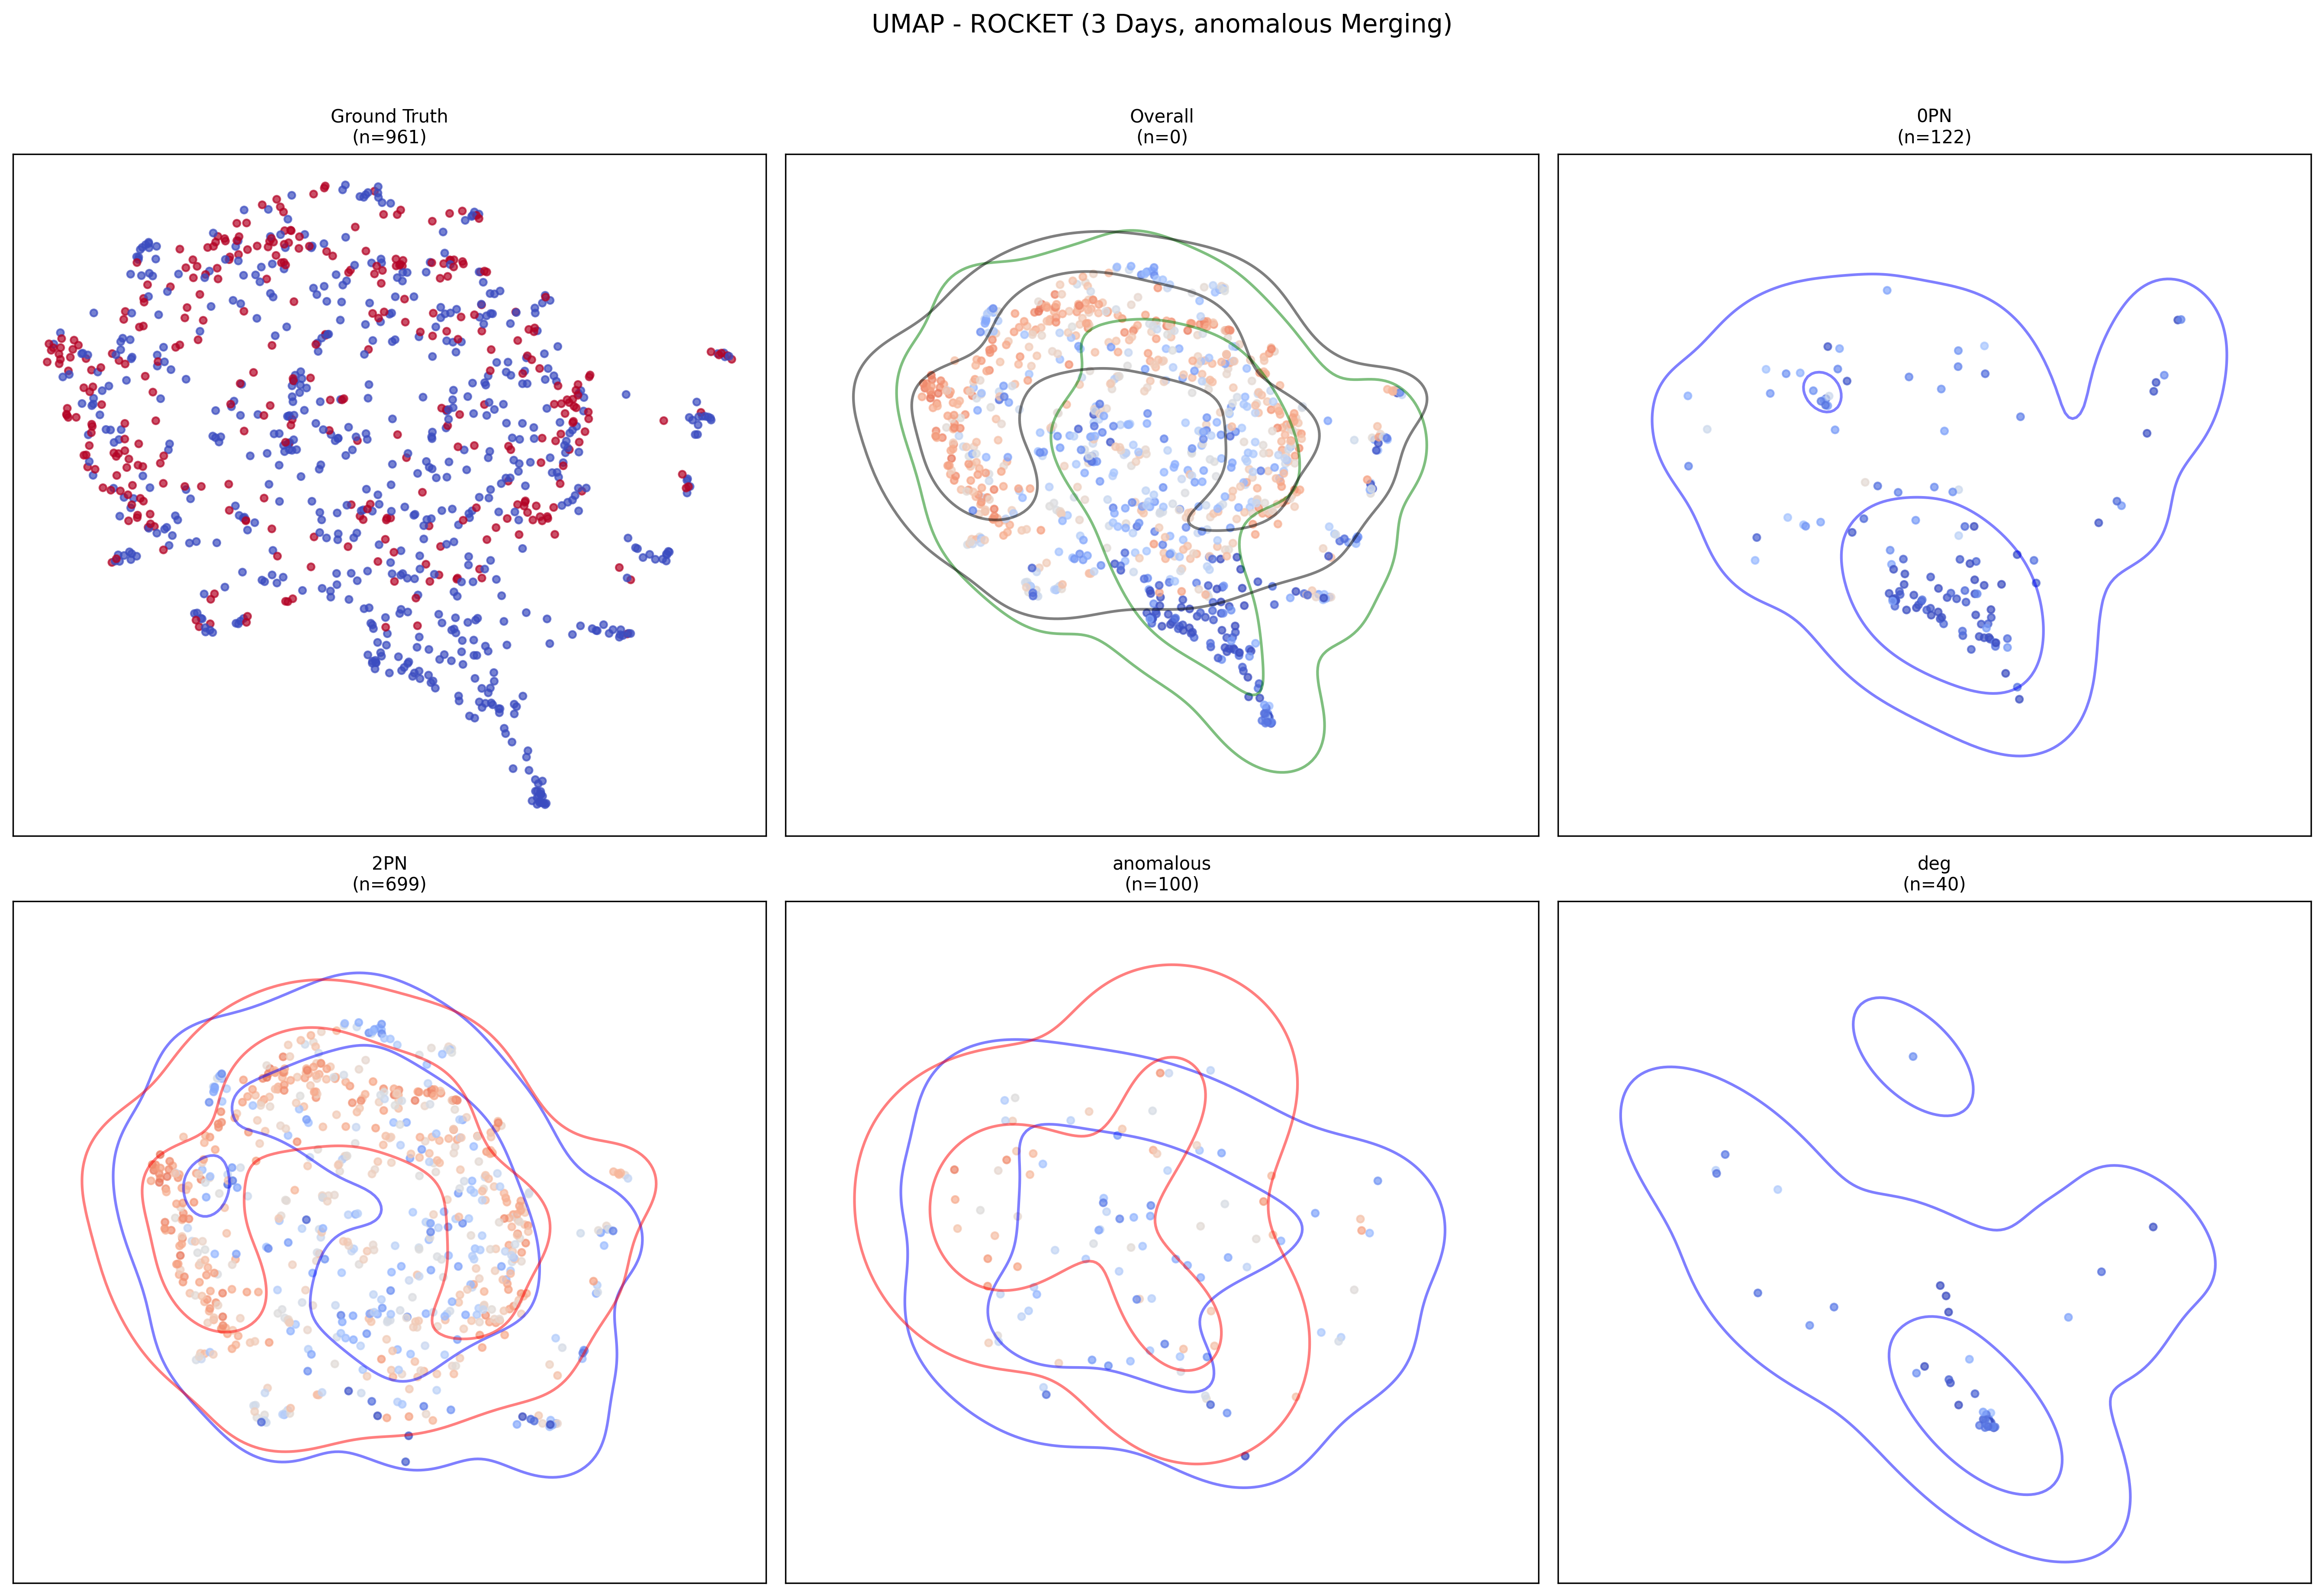 UMAP - ROCKET (3 Days, anomalous Merging)
Ground Truth
(n=961)
Overall
(n=0)
0PN
(n=122)
2PN
(n=699)
anomalous
(n=100)
deg
(n=40)